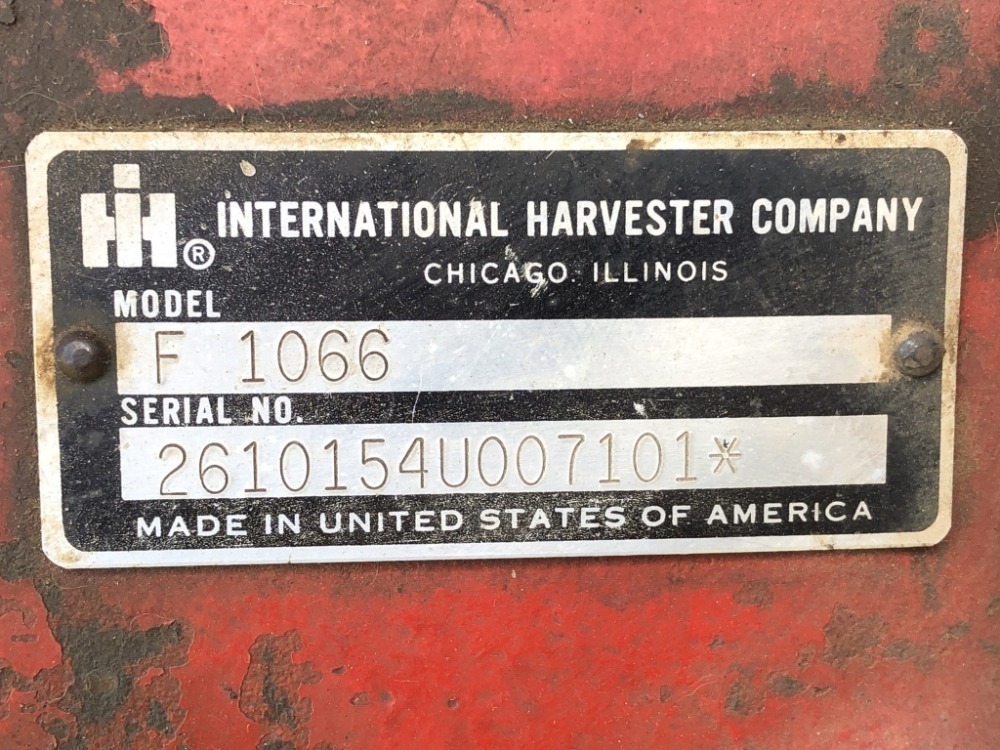 IH ® INTERNATIONAL HARVESTER COMPANY
CHICAGO, ILLINOIS
MODEL
F 1066
SERIAL NO.
2610154U007101*
MADE IN UNITED STATES OF AMERICA